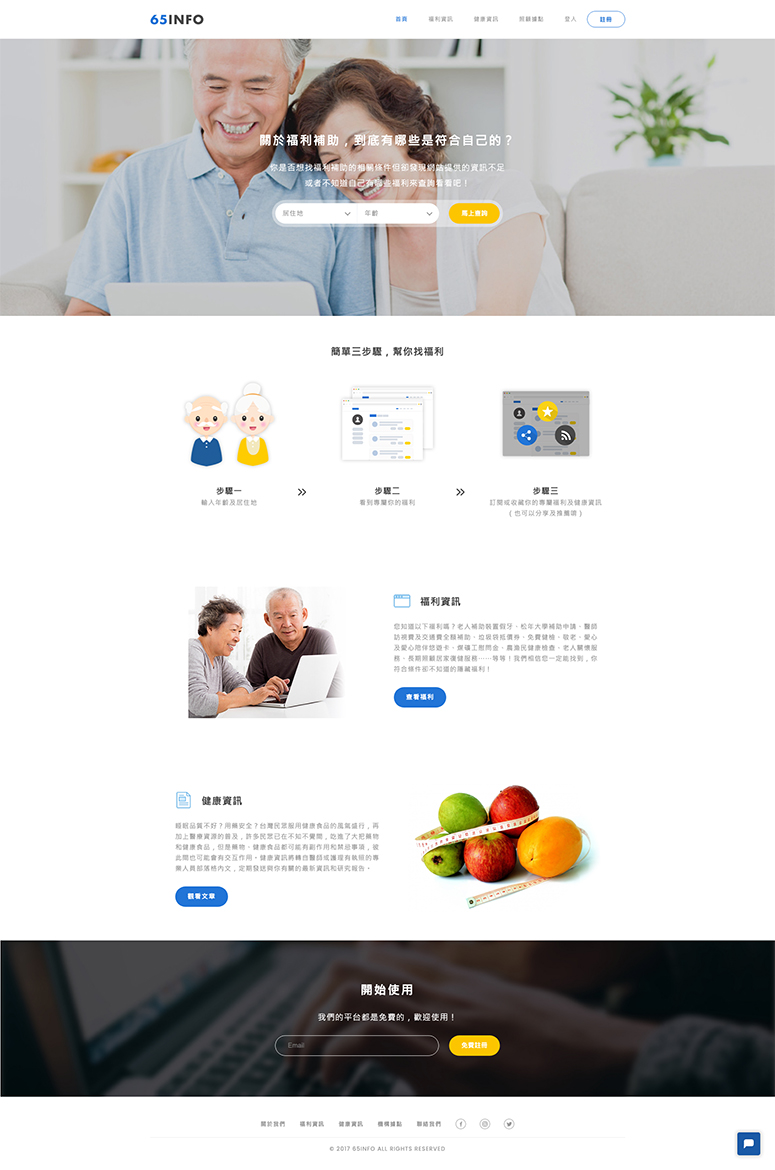 65INFO
首頁 福利資訊 健康資訊 照顧據點 登入 註冊
關於福利補助，到底有哪些是符合自己的？
你是否想找福利補助的相關條件但卻發現網站提供的資訊不足
或者不知道自己有哪些福利來查詢看看吧！
居住地 年齡 馬上查詢
簡單三步驟，幫你找福利
步驟一
輸入年齡及居住地
步驟二
看到專屬你的福利
步驟三
訂閱或收藏你的專屬福利及健康資訊
（也可以分享及推薦唷）
福利資訊
您知道以下福利嗎？老人補助裝置假牙、松年大學補助申請、醫師
訪視費及交通費全額補助、垃圾袋抵價券、免費健檢、敬老、愛心
及愛心陪伴悠遊卡、保礦工慰問金、農漁民健康檢查、老人關懷服
務、長期照顧居家復健服務⋯⋯等等！我們相信您一定能找到，你
符合條件卻不知道的隱藏福利！
查看福利
健康資訊
睡眠品質不好？用藥安全？台灣民眾服用健康食品的風氣盛行，再
加上醫療資源的普及，許多民眾已在不知不覺間，吃進了大把藥物
和健康食品，但是藥物、健康食品都可能有副作用和禁忌事項，彼
此間也可能會有交互作用。健康資訊將轉自醫師或護理有執照的專
業人員部落格內文，定期發送與你有關的最新資訊和研究報告。
觀看文章
開始使用
我們的平台都是免費的，歡迎使用！
Email 免費註冊
關於我們 福利資訊 健康資訊 機構據點 聯絡我們
© 2017 65INFO ALL RIGHTS RESERVED